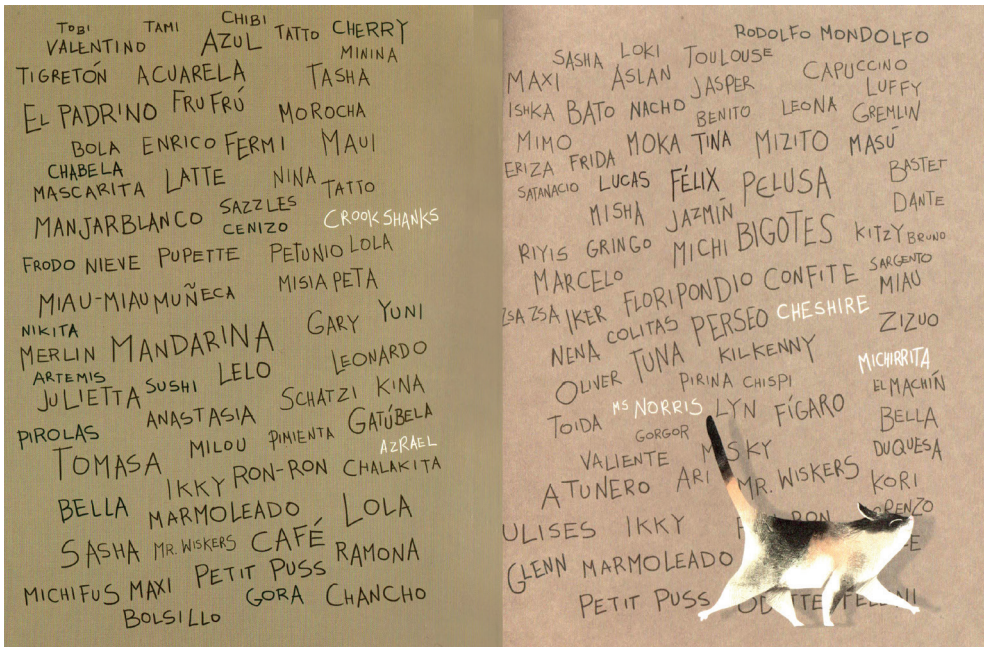 TOBI TAMI CHIBI TATTO CHERRY
VALENTINO AZUL MININA
TIGRETÓN ACUARELA TASHA
EL PADRINO FRU FRÚ MOROCHA
BOLA ENRICO FERMI MAUI
CHABELA
MASCARITA LATTE NINA TATTO
MANJARBLANCO SAZZLES CROOKSHANKS
CENIZO
FRODO NIEVE PUPETTE PETUNIO LOLA
MIAU-MIAU MUÑECA MISIA PETA
NIKITA
MERLIN MANDARINA GARY YUNI
ARTEMIS LEONARDO
JULIETTA SUSHI LELO SCHATZI KINA
ANASTASIA GATÚBELA
PIROLAS MILOU PIMIENTA AZRAEL
TOMASA IKKY RON-RON CHALAKITA
BELLA MARMOLEADO LOLA
SASHA MR. WISKERS CAFÉ RAMONA
MICHIFUS MAXI PETIT PUSS GORA CHANCHO
BOLSILLO
RODOLFO MONDOLFO
SASHA LOKI TOULOUSE
MAXI ASLAN JASPER CAPUCCINO
LUFFY
ISHKA BATO NACHO BENITO LEONA GREMLIN
MIMO MOKA TINA MIZITO MASÚ
ERIZA FRIDA BASTET
SATANACIO LUCAS FÉLIX PELUSA
MISHA JAZMÍN DANTE
RIYIS GRINGO MICHI BIGOTES KITZY BRUNO
MARCELO SARGENTO
ZSA ZSA IKER FLORIPONDIO CONFITE MIAU
NENA COLITAS PERSEO CHESHIRE ZIZUO
OLIVER TUNA KILKENNY MICHIRRITA
PIRINA CHISPI EL MACHÍN
TOIDA MS NORRIS LYN FÍGARO BELLA
GORGOR
VALIENTE DUQUESA
ATUNERO ARI MR. WISKERS KORI
ULISES IKKY RON
GLENN MARMOLEADO
PETIT PUSS